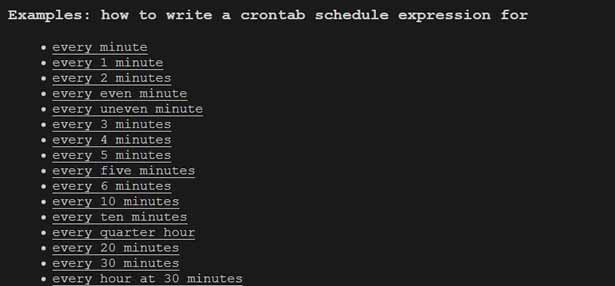 Examples: how to write a crontab schedule expression for
every minute
every 1 minute
every 2 minutes
every even minute
every uneven minute
every 3 minutes
every 4 minutes
every 5 minutes
every five minutes
every 6 minutes
every 10 minutes
every ten minutes
every quarter hour
every 20 minutes
every 30 minutes
every hour at 30 minutes